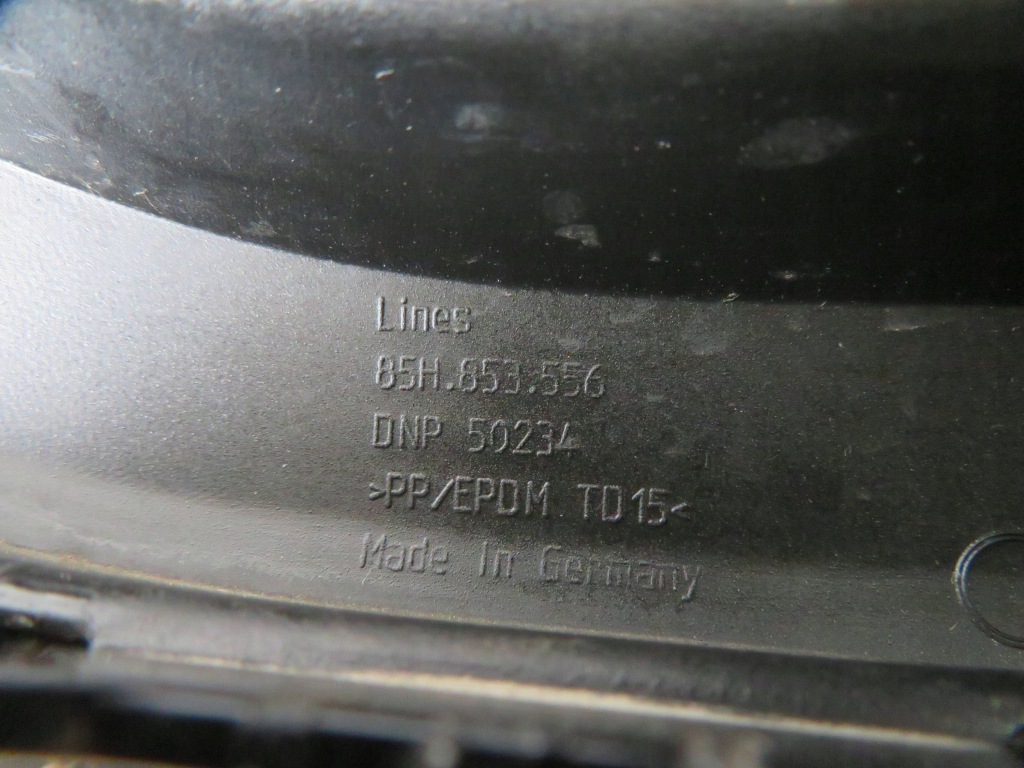 Lines
85H.853.556
DNP 50234
>PP/EPDM TD15<
Made In Germany